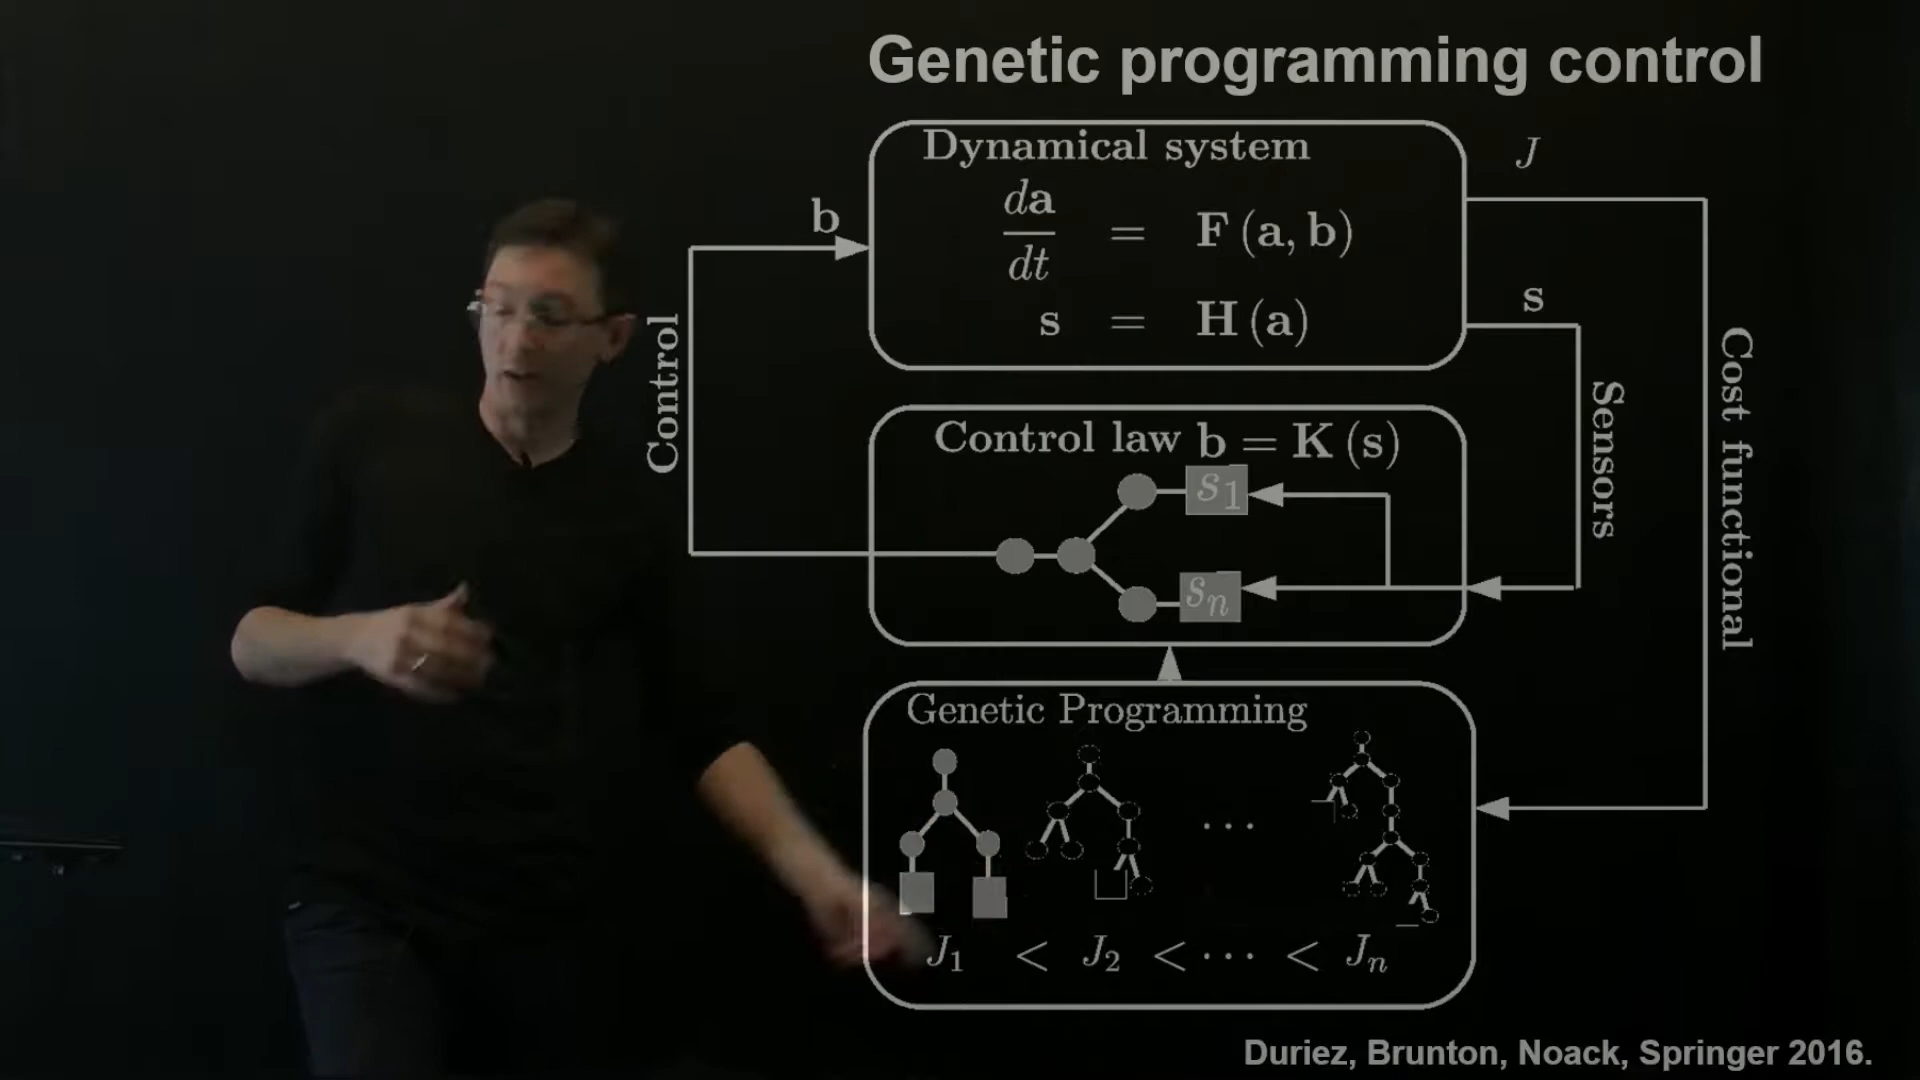 Genetic programming control
Dynamical system
J
da/dt = F (a, b)
b
s = H (a)
s
Control
Sensors
Cost functional
Control law b = K (s)
s1
sn
Genetic Programming
...
J1 < J2 < ··· < Jn
Duriez, Brunton, Noack, Springer 2016.